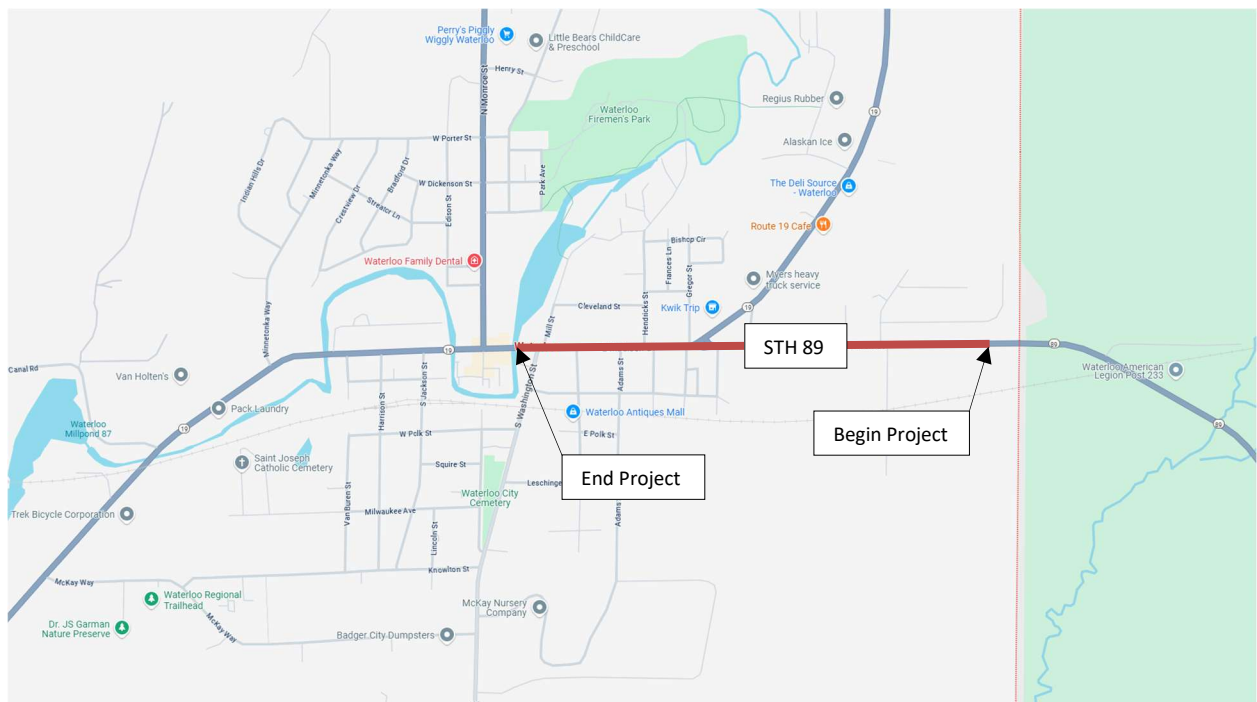 Perry's Piggly
Wiggly Waterloo
Little Bears ChildCare
& Preschool
Henry St
N Monroe St
Regius Rubber
19
Waterloo
Firemen's Park
W Porter St
Alaskan Ice
Indian Hills Dr
Minnetonka Way
Bradford Dr
Crestview Dr
Streator Ln
W Dickenson St
Park Ave
Edison St
The Deli Source
- Waterloo
Route 19 Cafe
Bishop Cir
Waterloo Family Dental
Frances Ln
Gregor St
Myers heavy
truck service
Cleveland St
Hendricks St
Kwik Trip
19
Mill St
Minnetonka Way
19
STH 89
89
Canal Rd
Van Holten's
S Jackson St
Adams St
Waterloo American
Legion Post 233
Harrison St
S Washington St
Pack Laundry
Waterloo Antiques Mall
89
Waterloo
Millpond 87
19
W Polk St
E Polk St
Begin Project
Saint Joseph
Catholic Cemetery
Squire St
End Project
Leschinge
Waterloo City
Cemetery
Van Buren St
Trek Bicycle Corporation
Milwaukee Ave
Adams
Lincoln St
Knowlton St
McKay Way
Waterloo Regional
Trailhead
McKay Nursery
Company
Dr. JS Garman
Nature Preserve
McKay Way
Badger City Dumpsters